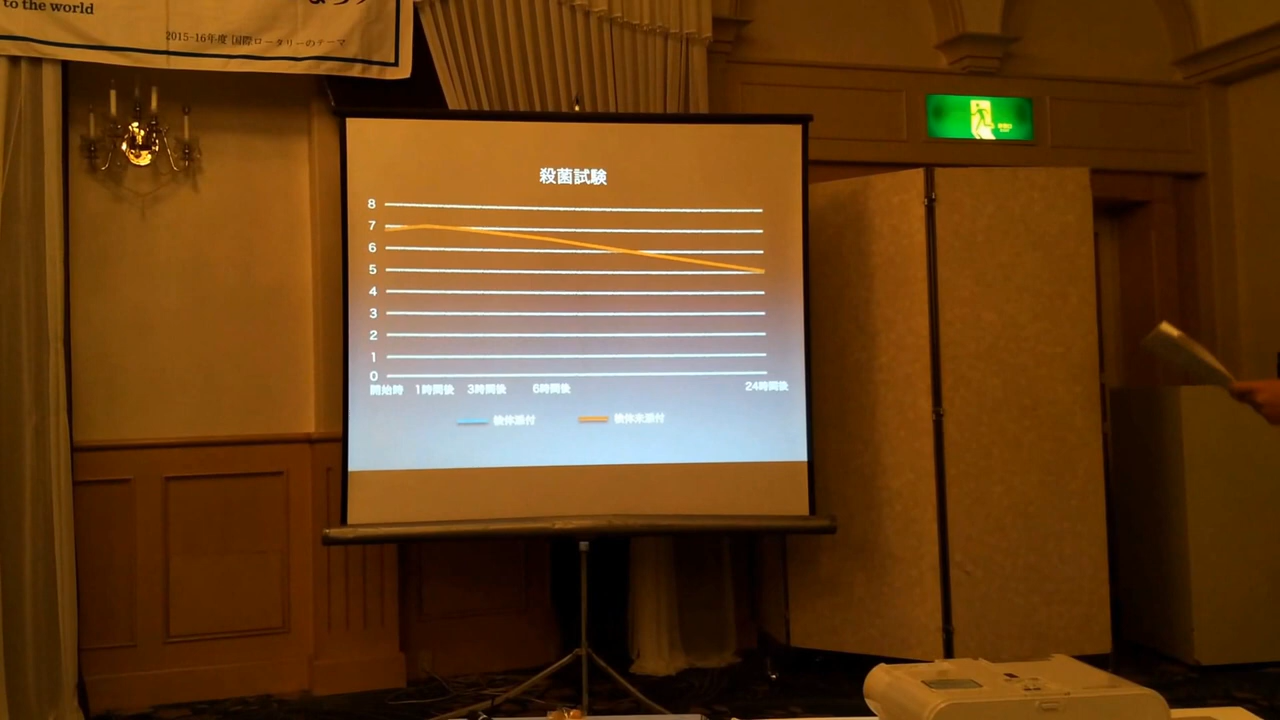 to the world
2015-16年度 国際ロータリーのテーマ
殺菌試験
8
7
6
5
4
3
2
1
0
開始時 1時間後 3時間後 6時間後 24時間後
検体添付 検体未添付